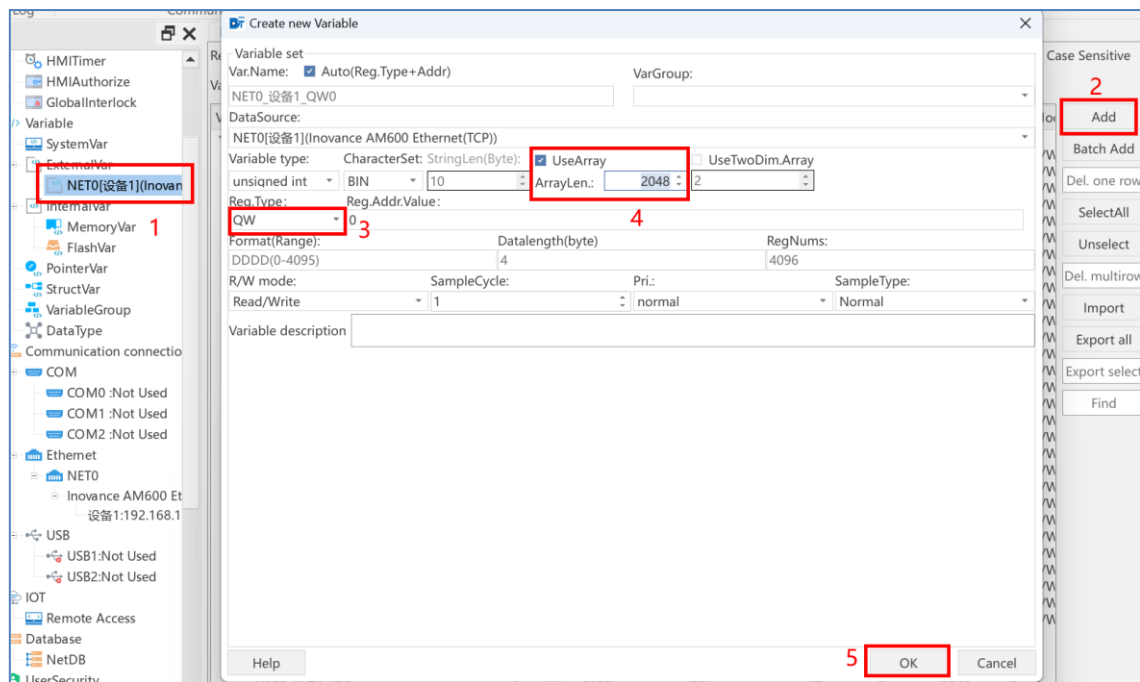 Create new Variable
HMITimer
HMIAuthorize
GlobalInterlock
Variable
SystemVar
ExternalVar
NET0[设备1](Inovan
InternalVar
MemoryVar
FlashVar
PointerVar
StructVar
VariableGroup
DataType
Communication connectio
COM
COM0 :Not Used
COM1 :Not Used
COM2 :Not Used
Ethernet
NET0
Inovance AM600 Et
设备1:192.168.1
USB
USB1:Not Used
USB2:Not Used
IOT
Remote Access
Database
NetDB
UserSecurity
1
Variable set
Var.Name: Auto(Reg.Type+Addr) VarGroup:
NET0_设备1_QW0
DataSource:
NET0[设备1](Inovance AM600 Ethernet(TCP))
Variable type: CharacterSet: StringLen(Byte): UseArray UseTwoDim.Array
unsigned int BIN 10 ArrayLen.: 2048 2
Reg.Type: Reg.Addr.Value: 4
QW 3 0
Format(Range): Datalength(byte) RegNums:
DDDD(0-4095) 4 4096
R/W mode: SampleCycle: Pri.: SampleType:
Read/Write 1 normal Normal
Variable description
Help 5 OK Cancel
Case Sensitive
2
Add
Batch Add
Del. one row
SelectAll
Unselect
Del. multirow
Import
Export all
Export select
Find